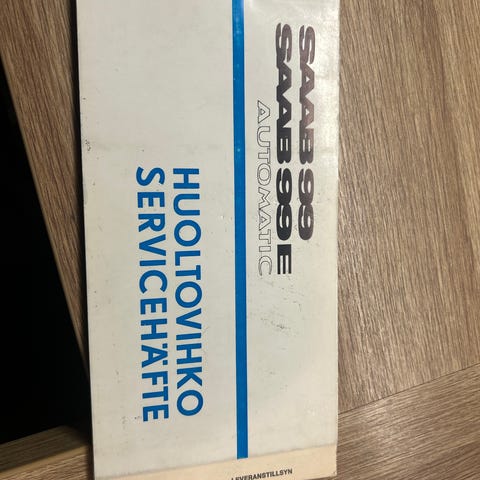 SAAB 99
SAAB 99 E
AUTOMATIC
HUOLTOVIHKO
SERVICEHÄFTE
LEVERANSTILLSYN